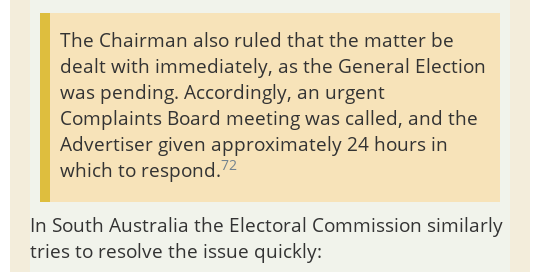 The Chairman also ruled that the matter be
dealt with immediately, as the General Election
was pending. Accordingly, an urgent
Complaints Board meeting was called, and the
Advertiser given approximately 24 hours in
which to respond.72
In South Australia the Electoral Commission similarly
tries to resolve the issue quickly: